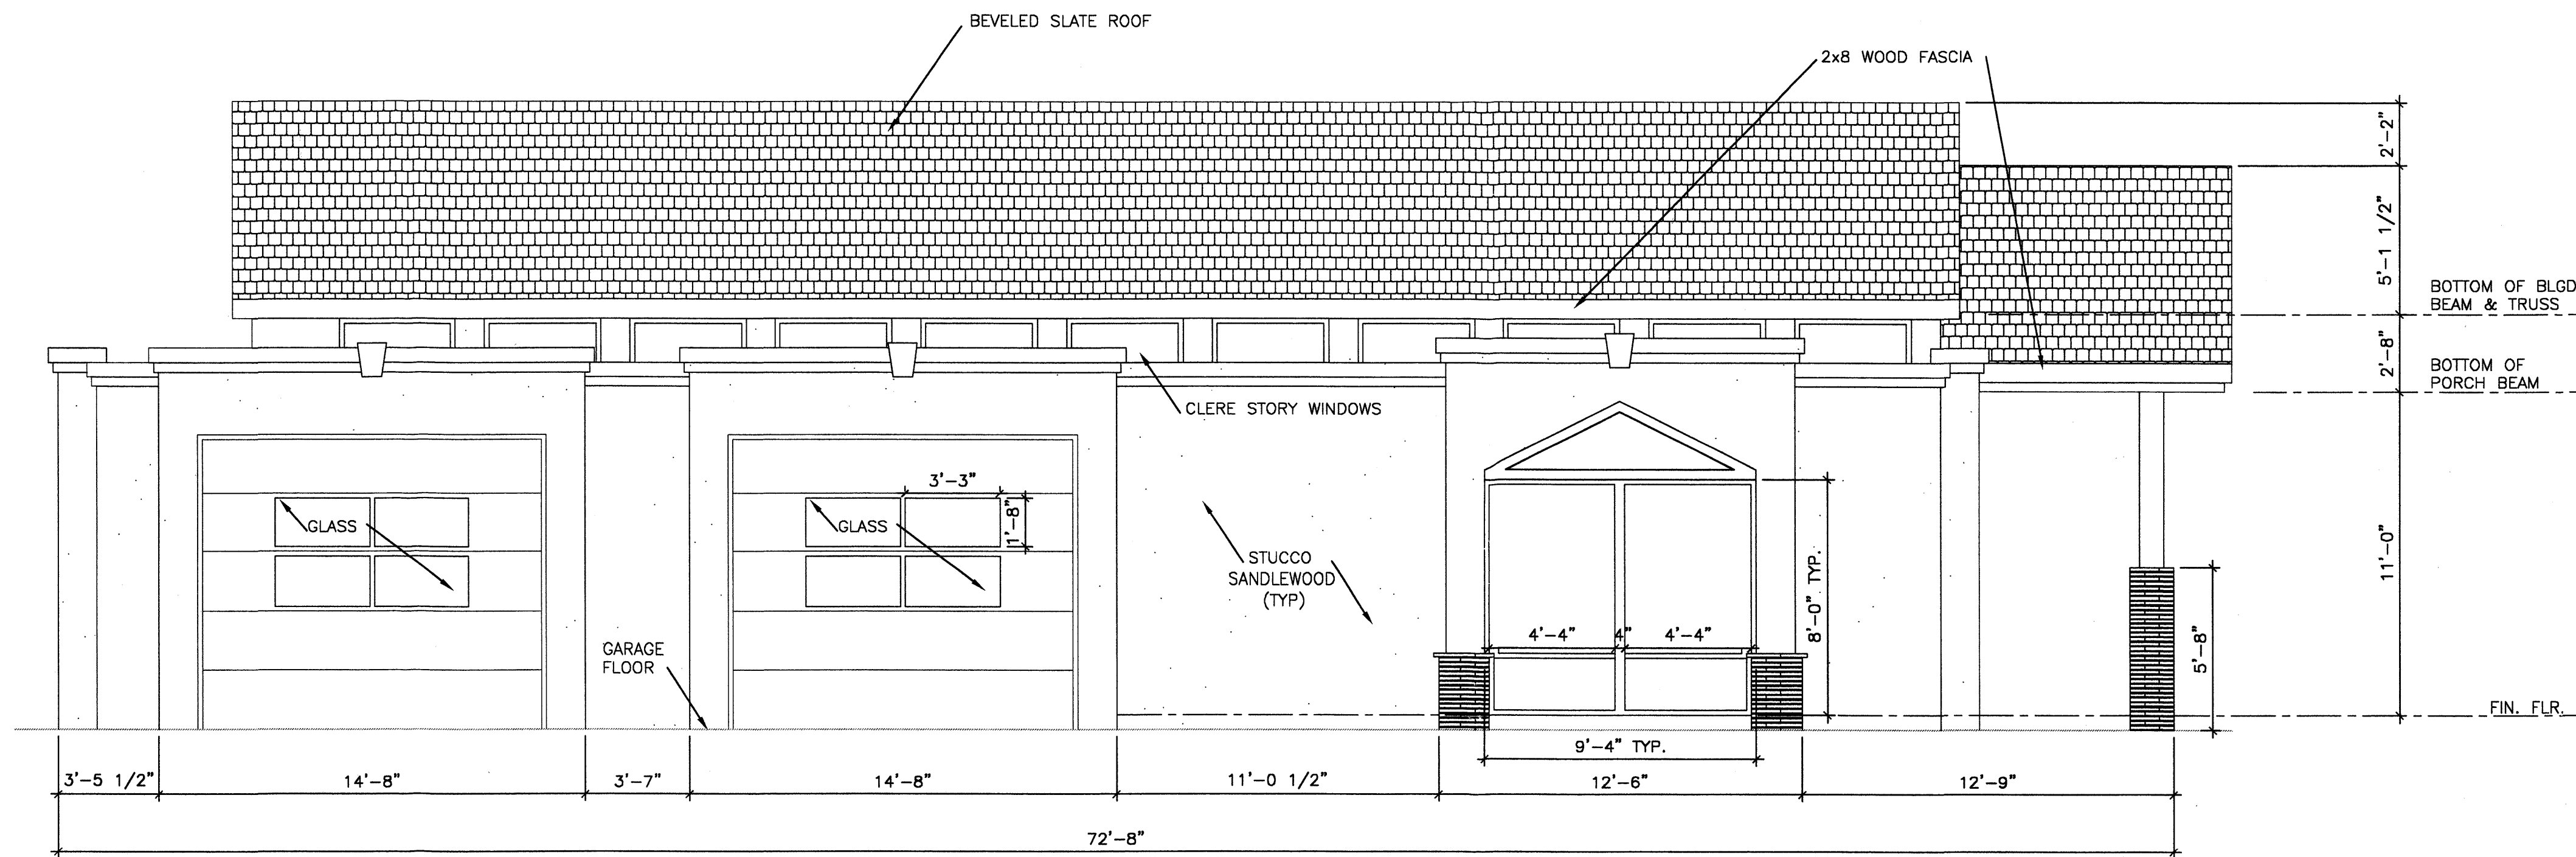 BEVELED SLATE ROOF
2x8 WOOD FASCIA
2'-2"
5'-1 1/2"
BOTTOM OF BLGD
BEAM & TRUSS
2'-8"
BOTTOM OF
PORCH BEAM
CLERE STORY WINDOWS
3'-3"
1'-8"
GLASS
GLASS
STUCCO
SANDLEWOOD
(TYP)
11'-0"
8'-0" TYP.
4'-4"
4"
4'-4"
5'-8"
GARAGE
FLOOR
FIN. FLR.
9'-4" TYP.
3'-5 1/2"
14'-8"
3'-7"
14'-8"
11'-0 1/2"
12'-6"
12'-9"
72'-8"